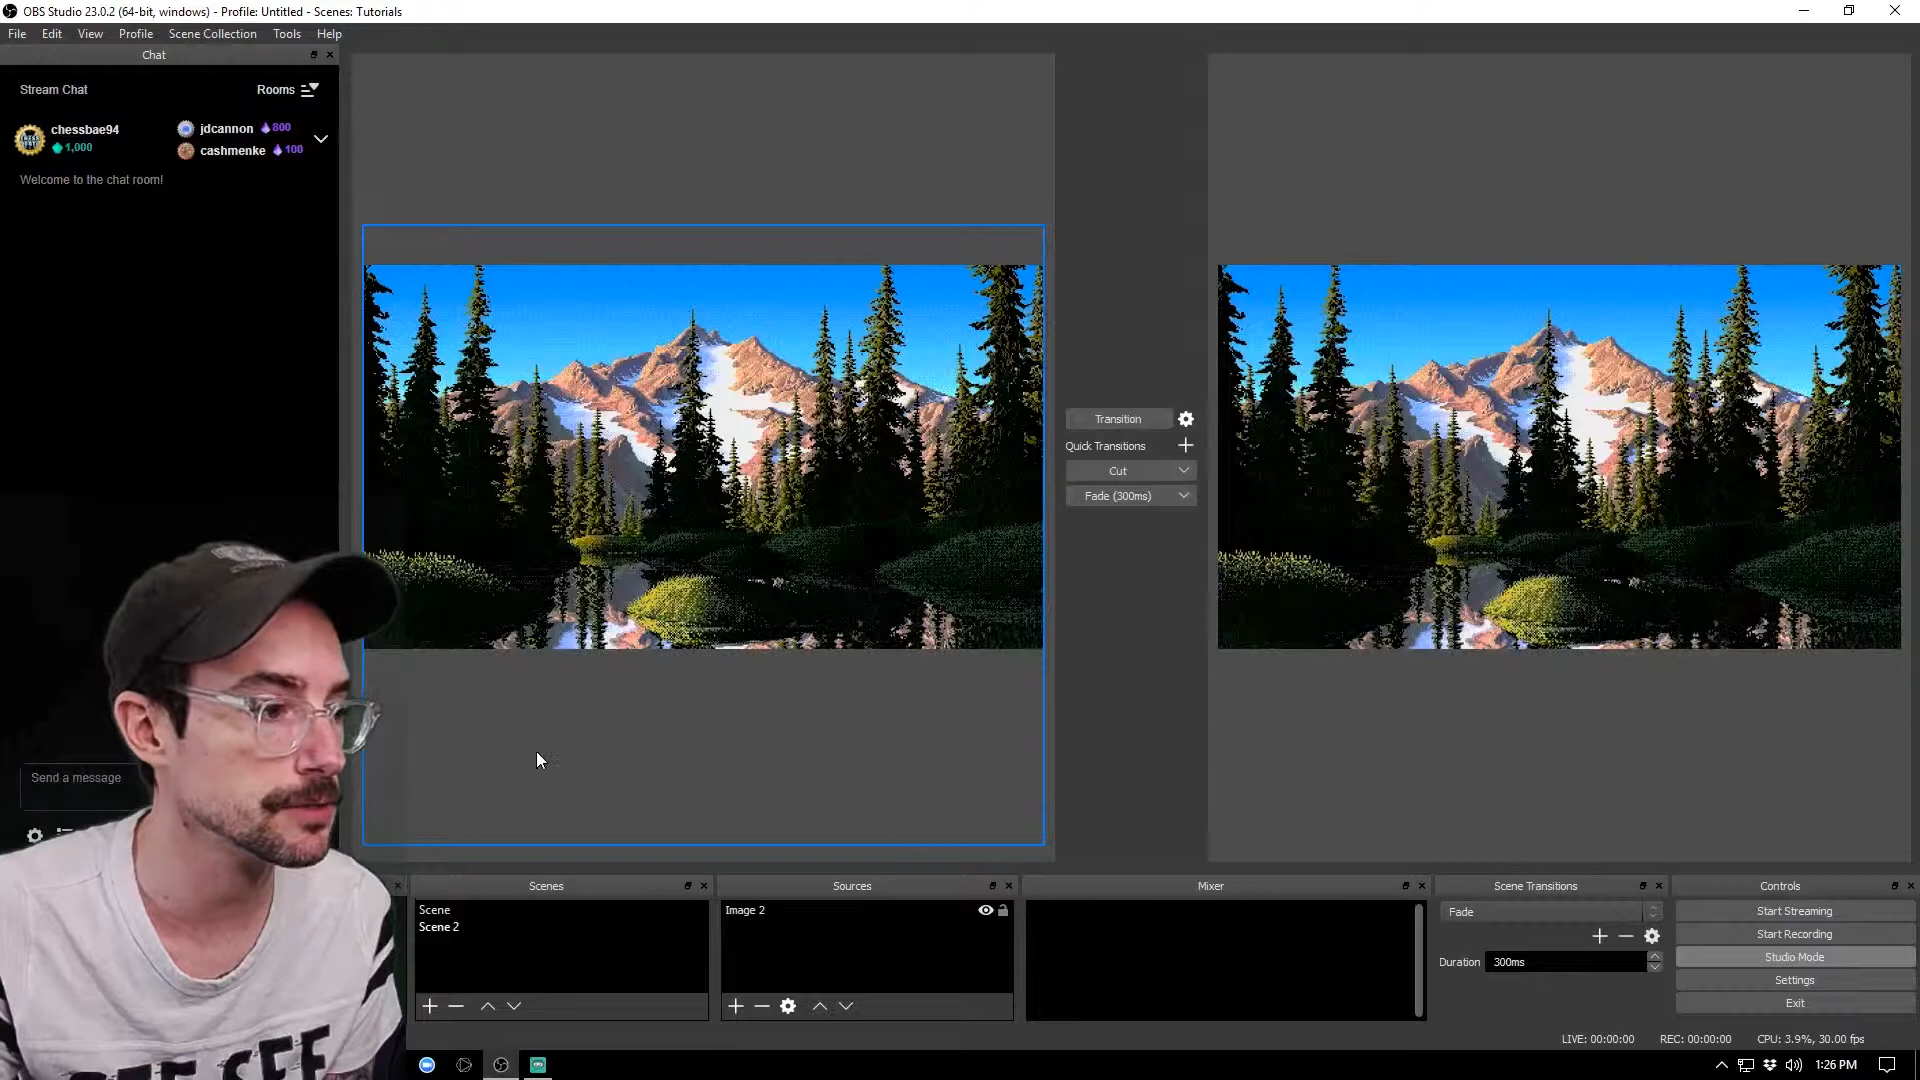 OBS Studio 23.0.2 (64-bit, windows) - Profile: Untitled - Scenes: Tutorials
File Edit View Profile Scene Collection Tools Help
Chat
Stream Chat
Rooms
chessbae94
1,000
jdcannon 800
cashmenke 100
Welcome to the chat room!
Transition
Quick Transitions
Cut
Fade (300ms)
Send a message
Scenes
Scene
Scene 2
Sources
Image 2
Mixer
Scene Transitions
Fade
Duration 300ms
Controls
Start Streaming
Start Recording
Studio Mode
Settings
Exit
LIVE: 00:00:00 REC: 00:00:00 CPU: 3.9%, 30.00 fps
1:26 PM